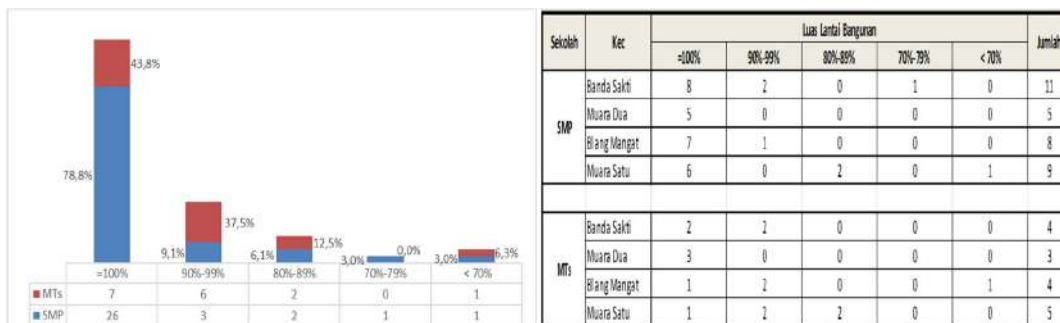 43,8%
78,8%
37,5%
9,1%
12,5%
6,1%
0,0%
3,0%
6,3%
3,0%
=100% 90%-99% 80%-89% 70%-79% < 70%
MTs 7 6 2 0 1
SMP 26 3 2 1 1
Sekolah Kec Luas Lantai Bangunan Jumlah
=100% 90%-99% 80%-89% 70%-79% < 70%
SMP
Banda Sakti 8 2 0 1 0 11
Muara Dua 5 0 0 0 0 5
Blang Mangat 7 1 0 0 0 8
Muara Satu 6 0 2 0 1 9
MTs
Banda Sakti 2 2 0 0 0 4
Muara Dua 3 0 0 0 0 3
Blang Mangat 1 2 0 0 1 4
Muara Satu 1 2 2 0 0 5